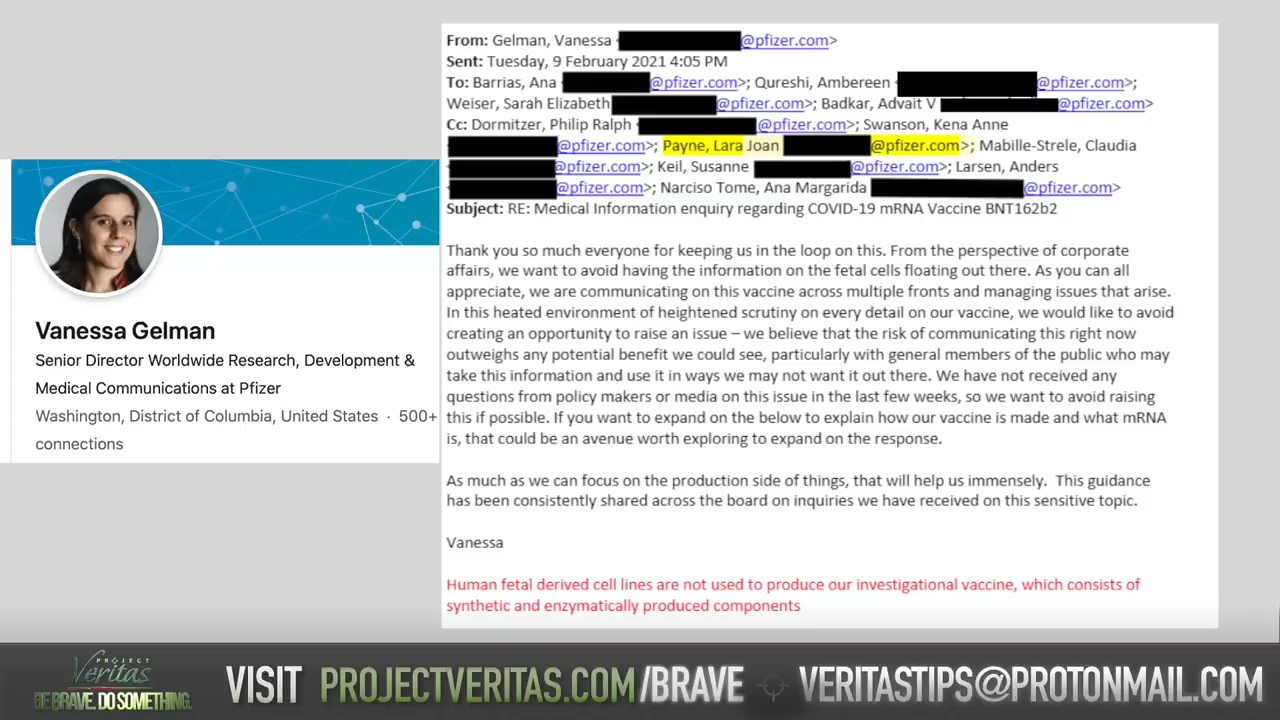 Vanessa Gelman
Senior Director Worldwide Research, Development &
Medical Communications at Pfizer
Washington, District of Columbia, United States · 500+
connections
From: Gelman, Vanessa < @pfizer.com>
Sent: Tuesday, 9 February 2021 4:05 PM
To: Barrias, Ana @pfizer.com>; Qureshi, Ambereen < @pfizer.com>;
Weiser, Sarah Elizabeth @pfizer.com>; Badkar, Advait V @pfizer.com>
Cc: Dormitzer, Philip Ralph < @pfizer.com>; Swanson, Kena Anne
@pfizer.com>; Payne, Lara Joan @pfizer.com>; Mabille-Strele, Claudia
@pfizer.com>; Keil, Susanne @pfizer.com>; Larsen, Anders
@pfizer.com>; Narciso Tome, Ana Margarida @pfizer.com>
Subject: RE: Medical Information enquiry regarding COVID-19 mRNA Vaccine BNT162b2
Thank you so much everyone for keeping us in the loop on this. From the perspective of corporate
affairs, we want to avoid having the information on the fetal cells floating out there. As you can all
appreciate, we are communicating on this vaccine across multiple fronts and managing issues that arise.
In this heated environment of heightened scrutiny on every detail on our vaccine, we would like to avoid
creating an opportunity to raise an issue – we believe that the risk of communicating this right now
outweighs any potential benefit we could see, particularly with general members of the public who may
take this information and use it in ways we may not want it out there. We have not received any
questions from policy makers or media on this issue in the last few weeks, so we want to avoid raising
this if possible. If you want to expand on the below to explain how our vaccine is made and what mRNA
is, that could be an avenue worth exploring to expand on the response.
As much as we can focus on the production side of things, that will help us immensely. This guidance
has been consistently shared across the board on inquiries we have received on this sensitive topic.
Vanessa
Human fetal derived cell lines are not used to produce our investigational vaccine, which consists of
synthetic and enzymatically produced components
PROJECT
Veritas
BE BRAVE. DO SOMETHING.
VISIT PROJECTVERITAS.COM/BRAVE VERITASTIPS@PROTONMAIL.COM